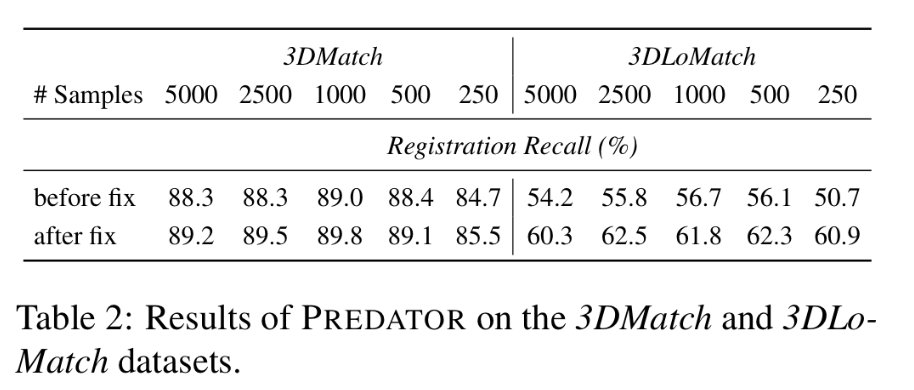 3DMatch 3DLoMatch
# Samples 5000 2500 1000 500 250 5000 2500 1000 500 250
Registration Recall (%)
before fix 88.3 88.3 89.0 88.4 84.7 54.2 55.8 56.7 56.1 50.7
after fix 89.2 89.5 89.8 89.1 85.5 60.3 62.5 61.8 62.3 60.9
Table 2: Results of PREDATOR on the 3DMatch and 3DLo-
Match datasets.